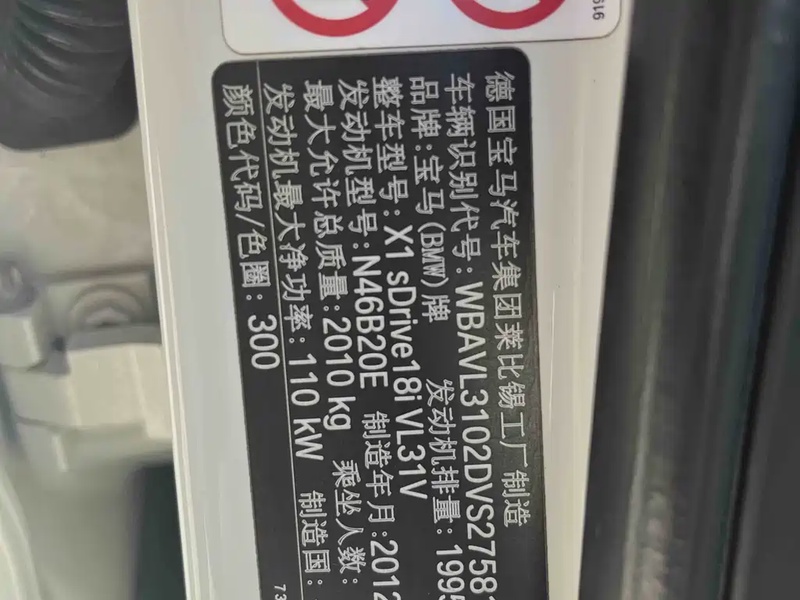 616
德国宝马汽车集团莱比锡工厂制造
车辆识别代号: WBAVL3102DVS2758
品牌: 宝马(BMW)牌 发动机排量: 1995
整车型号: X1 sDrive18i VL31V
发动机型号: N46B20E 制造年月: 2012
最大允许总质量: 2010 kg 乘坐人数:
发动机最大净功率: 110 kW 制造国:
颜色代码/色圈: 300
73